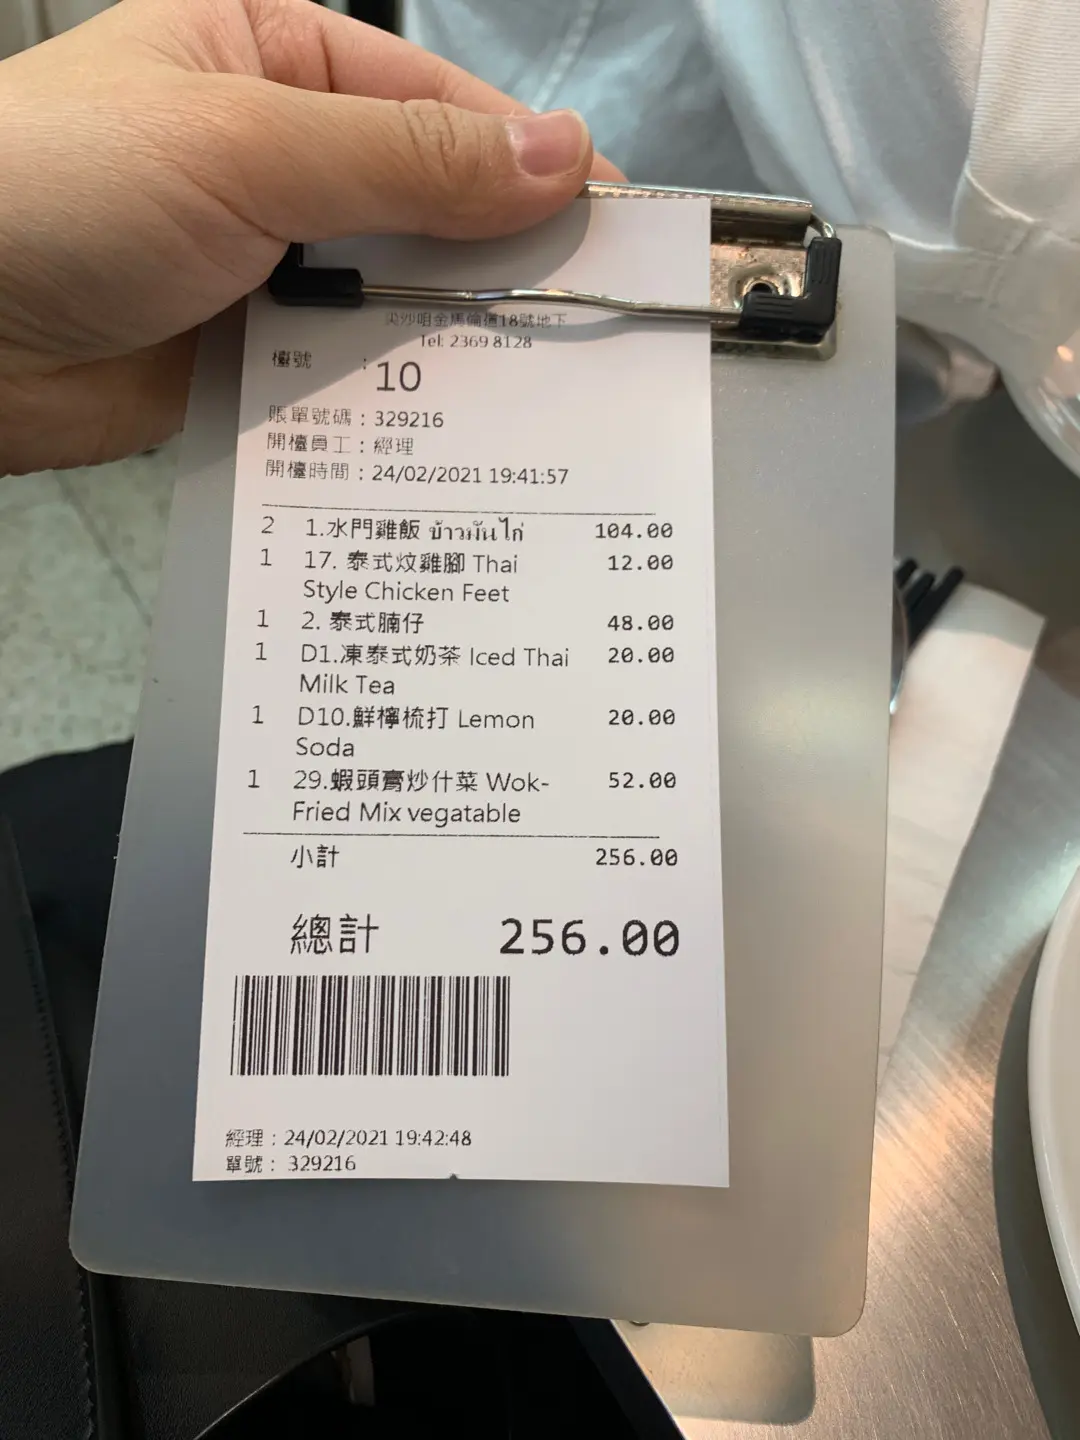 尖沙咀金馬倫道18號地下
Tel: 2369 8128
檯號 : 10
賬單號碼 : 329216
開檯員工 : 經理
開檯時間 : 24/02/2021 19:41:57
2 1.水門雞飯 ข้าวมันไก่ 104.00
1 17. 泰式炆雞腳 Thai 12.00
Style Chicken Feet
1 2. 泰式腩仔 48.00
1 D1.凍泰式奶茶 Iced Thai 20.00
Milk Tea
1 D10.鮮檸梳打 Lemon 20.00
Soda
1 29.蝦頭膏炒什菜 Wok- 52.00
Fried Mix vegatable
小計 256.00
總計 256.00
經理 : 24/02/2021 19:42:48
單號 : 329216